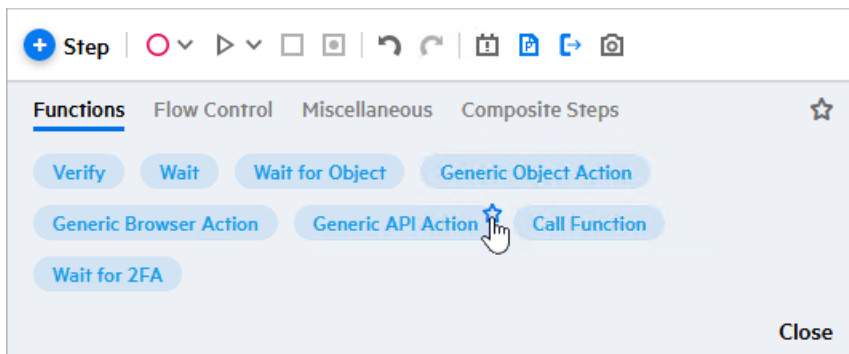 Step
Functions Flow Control Miscellaneous Composite Steps
Verify Wait Wait for Object Generic Object Action
Generic Browser Action Generic API Action Call Function
Wait for 2FA
Close